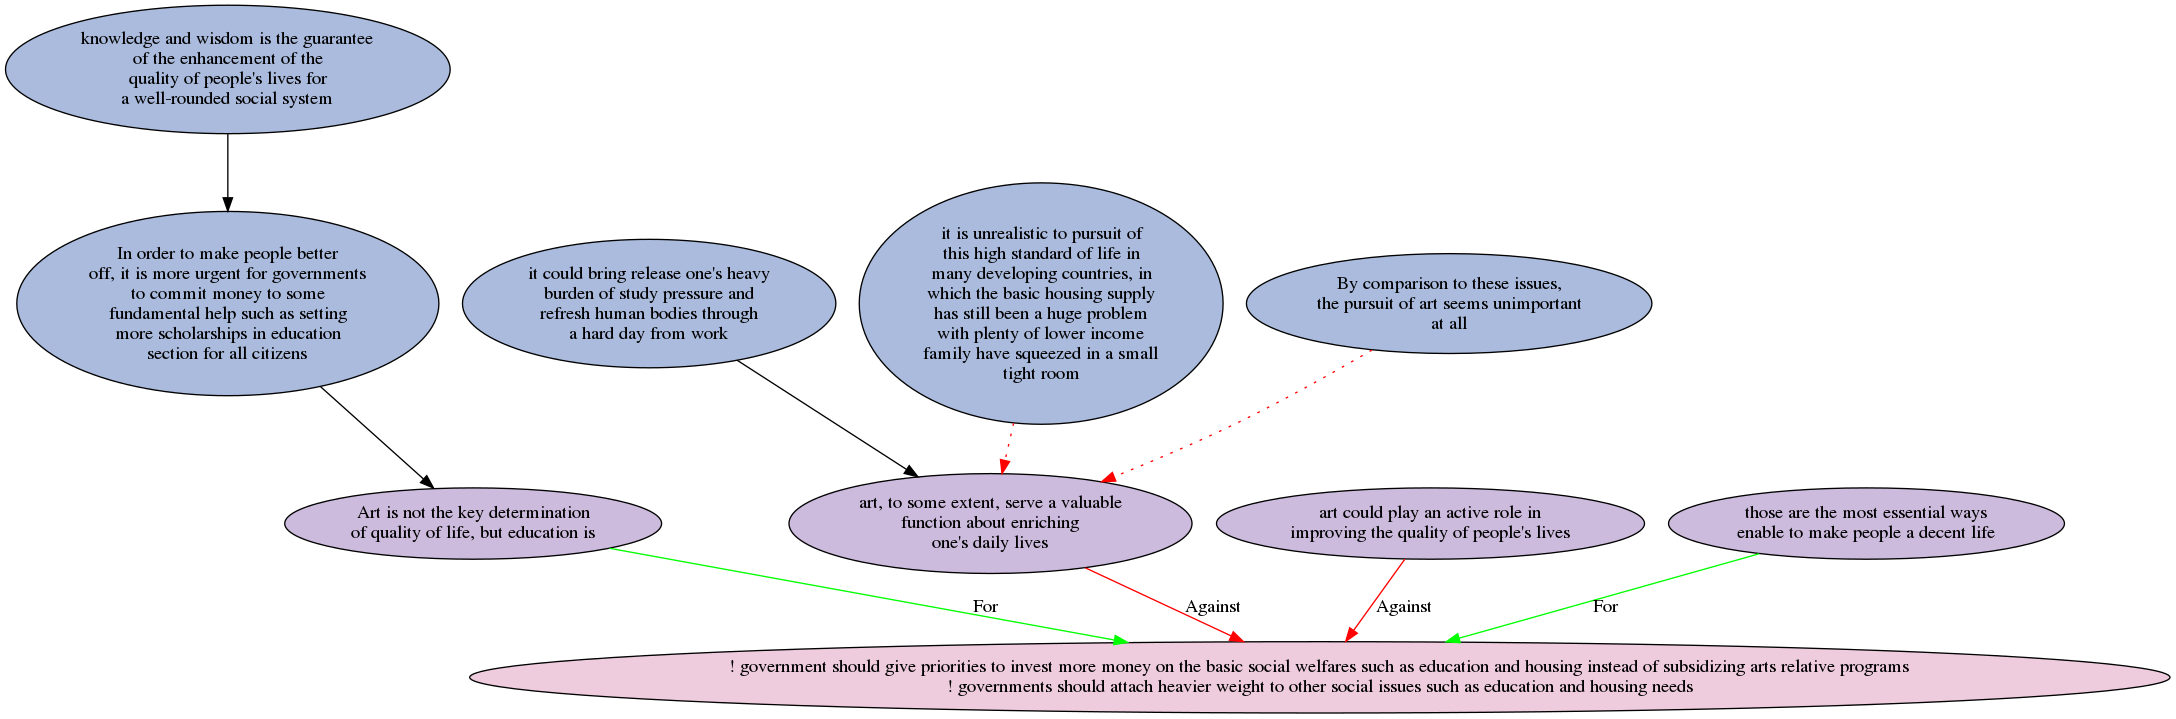 knowledge and wisdom is the guarantee
of the enhancement of the
quality of people's lives for
a well-rounded social system
In order to make people better
off, it is more urgent for governments
to commit money to some
fundamental help such as setting
more scholarships in education
section for all citizens
it could bring release one's heavy
burden of study pressure and
refresh human bodies through
a hard day from work
it is unrealistic to pursuit of
this high standard of life in
many developing countries, in
which the basic housing supply
has still been a huge problem
with plenty of lower income
family have squeezed in a small
tight room
By comparison to these issues,
the pursuit of art seems unimportant
at all
Art is not the key determination
of quality of life, but education is
art, to some extent, serve a valuable
function about enriching
one's daily lives
art could play an active role in
improving the quality of people's lives
those are the most essential ways
enable to make people a decent life
For
Against
Against
For
! government should give priorities to invest more money on the basic social welfares such as education and housing instead of subsidizing arts relative programs
! governments should attach heavier weight to other social issues such as education and housing needs